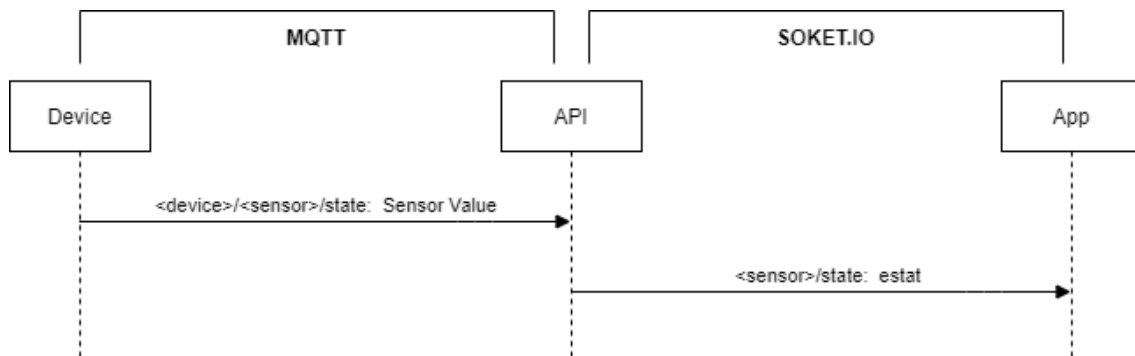 MQTT
SOKET.IO
Device
API
App
<device>/<sensor>/state:  Sensor Value
<sensor>/state:  estat